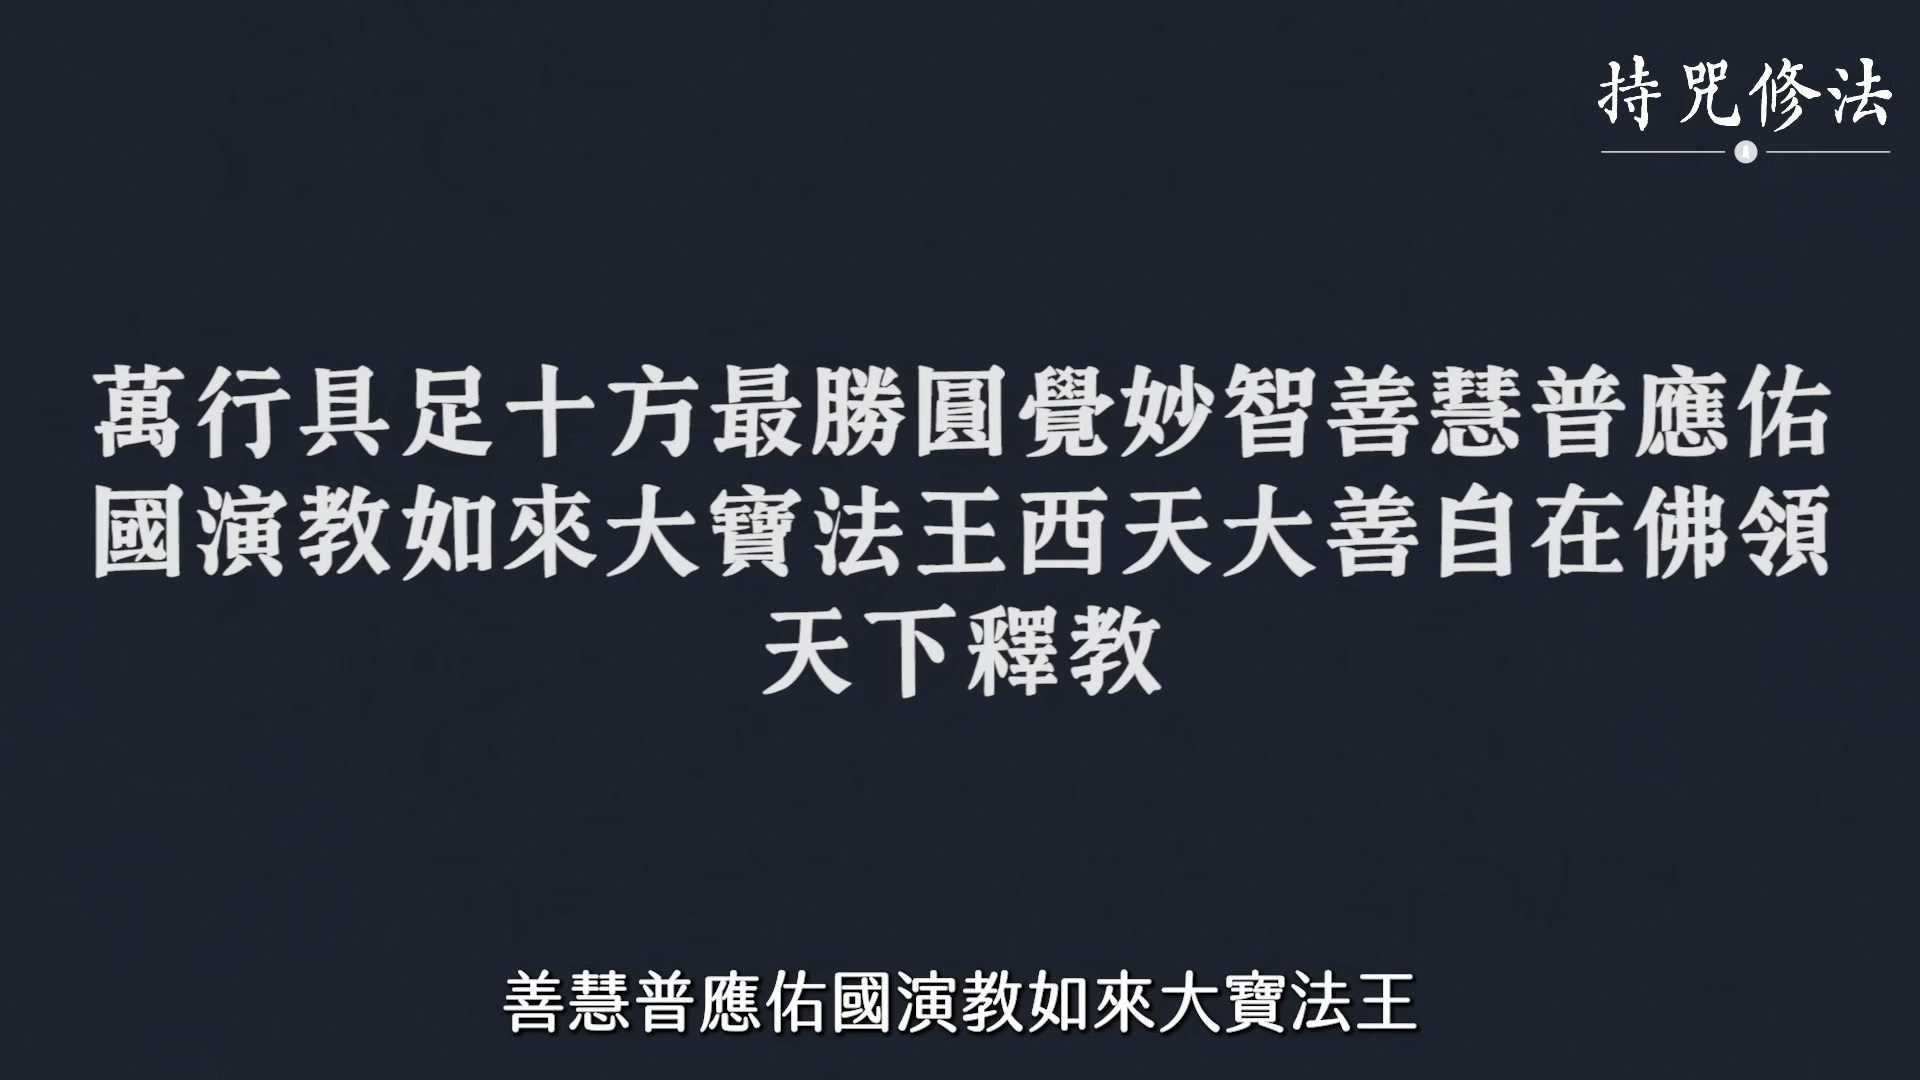 持咒修法
萬行具足十方最勝圓覺妙智善慧普應佑
國演教如來大寶法王西天大善自在佛領
天下釋教
善慧普應佑國演教如來大寶法王